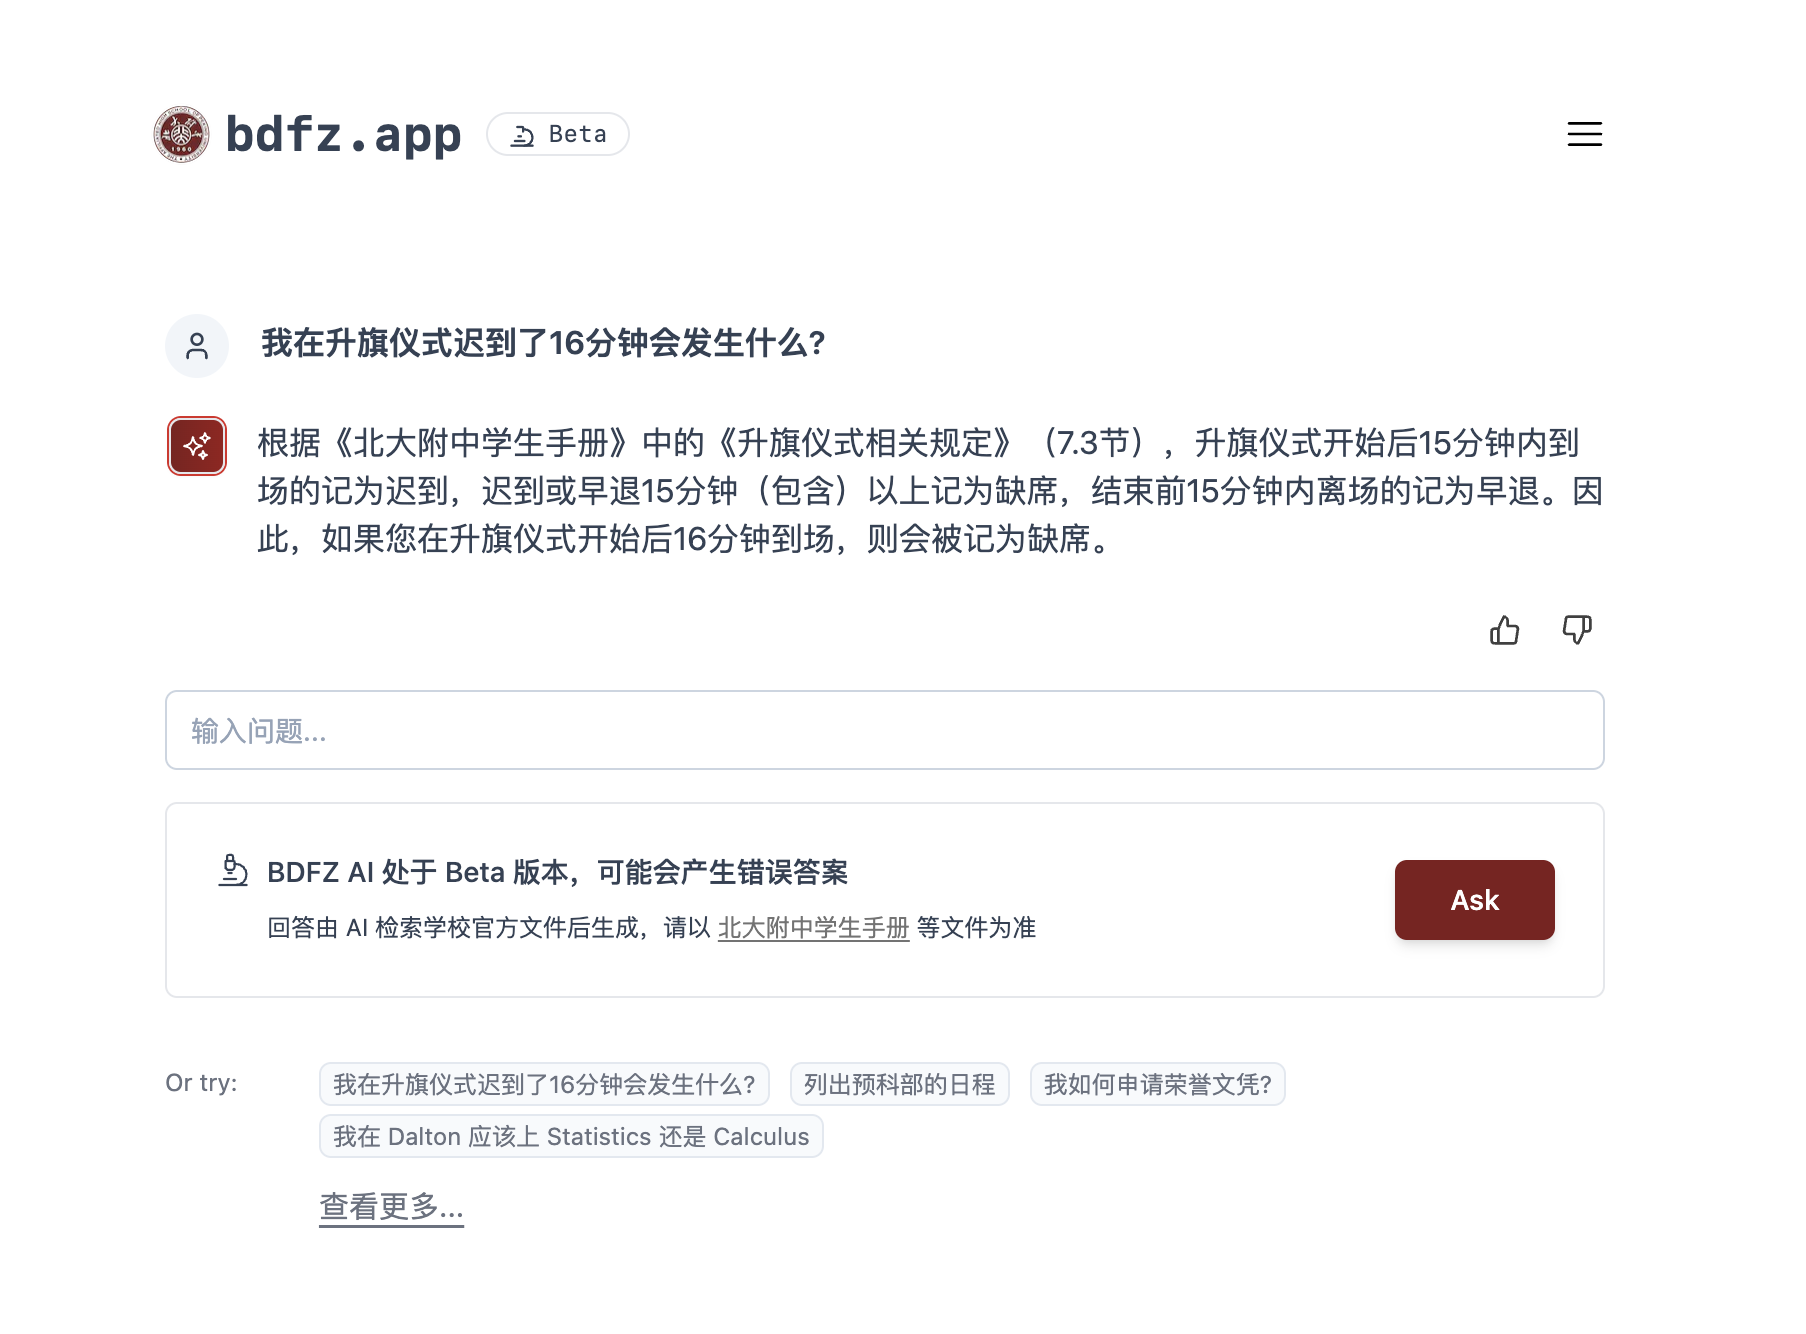 bdfz.app
Beta
我在升旗仪式迟到了16分钟会发生什么?
根据《北大附中学生手册》中的《升旗仪式相关规定》（7.3节），升旗仪式开始后15分钟内到
场的记为迟到，迟到或早退15分钟（包含）以上记为缺席，结束前15分钟内离场的记为早退。因
此，如果您在升旗仪式开始后16分钟到场，则会被记为缺席。
输入问题...
BDFZ AI 处于 Beta 版本，可能会产生错误答案
回答由 AI 检索学校官方文件后生成，请以 北大附中学生手册 等文件为准
Ask
Or try:
我在升旗仪式迟到了16分钟会发生什么?
列出预科部的日程
我如何申请荣誉文凭?
我在 Dalton 应该上 Statistics 还是 Calculus
查看更多...